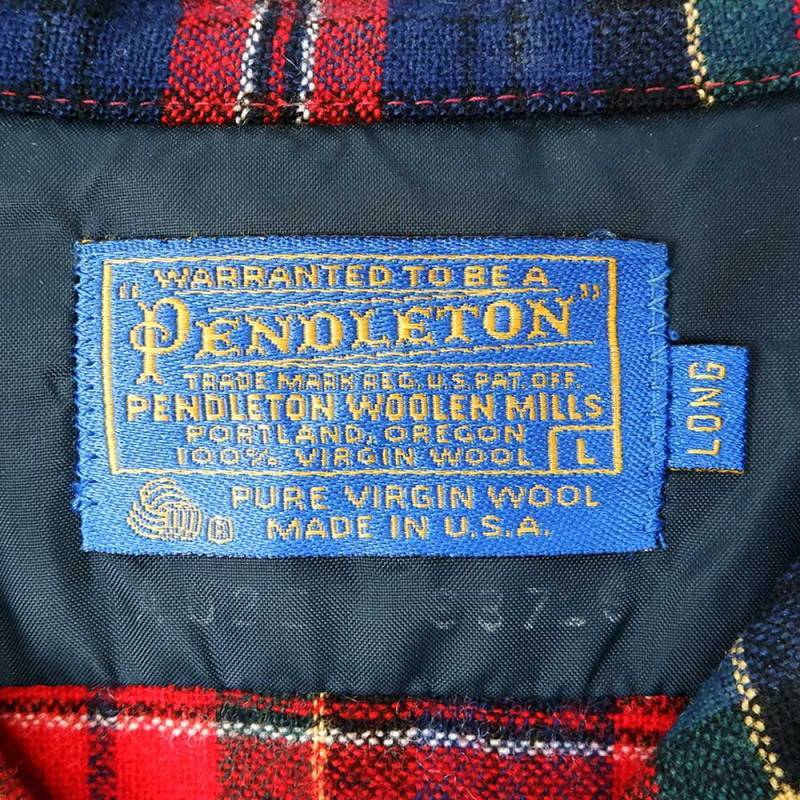 WARRANTED TO BE A
"PENDLETON"
TRADE MARK REG. U.S. PAT. OFF.
PENDLETON WOOLEN MILLS
PORTLAND, OREGON
100% VIRGIN WOOL
L
PURE VIRGIN WOOL
R
MADE IN U.S.A.
LONG